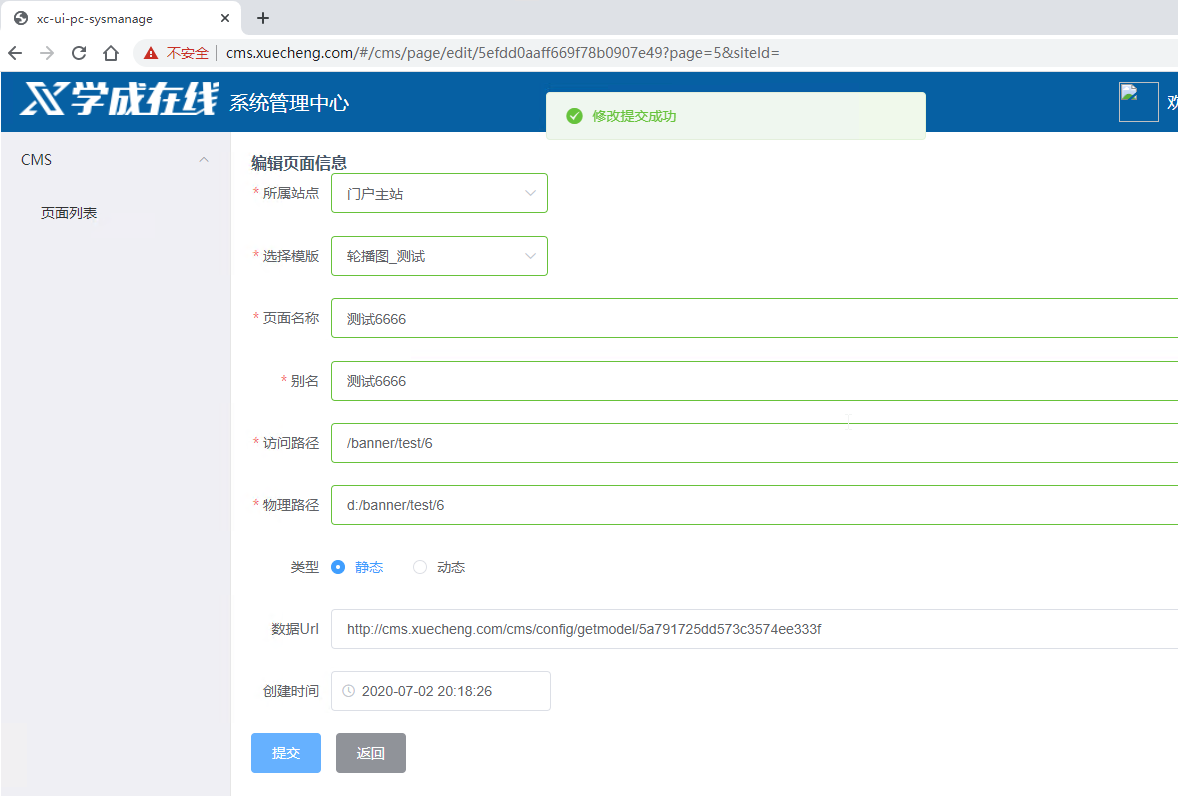 xc-ui-pc-sysmanage
不安全 cms.xuecheng.com/#/cms/page/edit/5efdd0aaff669f78b0907e49?page=5&siteId=
学成在线 系统管理中心
修改提交成功
CMS
页面列表
编辑页面信息
* 所属站点 门户主站
* 选择模版 轮播图_测试
* 页面名称 测试6666
* 别名 测试6666
* 访问路径 /banner/test/6
* 物理路径 d:/banner/test/6
类型 静态 动态
数据Url http://cms.xuecheng.com/cms/config/getmodel/5a791725dd573c3574ee333f
创建时间 2020-07-02 20:18:26
提交 返回